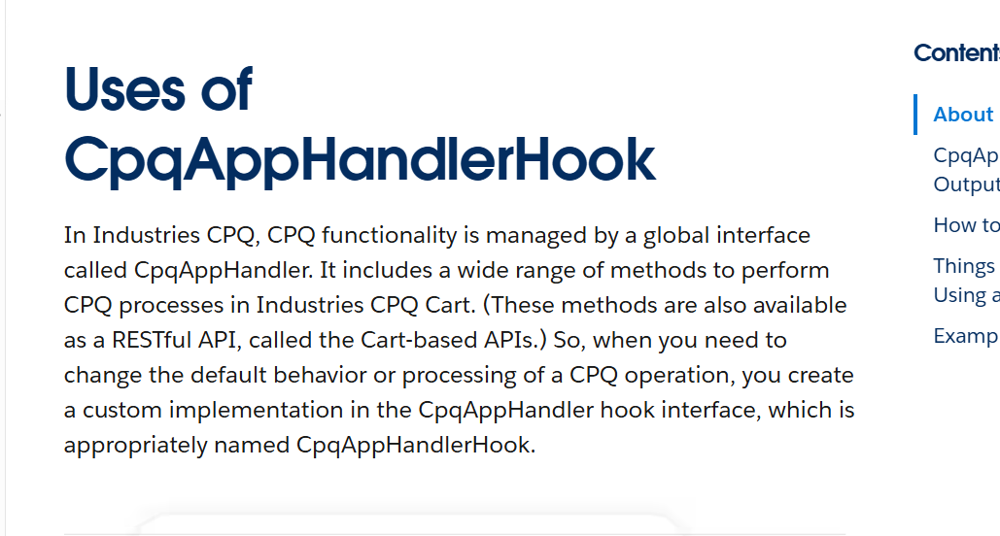 Uses of
CpqAppHandlerHook
In Industries CPQ, CPQ functionality is managed by a global interface
called CpqAppHandler. It includes a wide range of methods to perform
CPQ processes in Industries CPQ Cart. (These methods are also available
as a RESTful API, called the Cart-based APIs.) So, when you need to
change the default behavior or processing of a CPQ operation, you create
a custom implementation in the CpqAppHandler hook interface, which is
appropriately named CpqAppHandlerHook.
Contents
About
CpqAp
Output
How to
Things
Using a
Examp